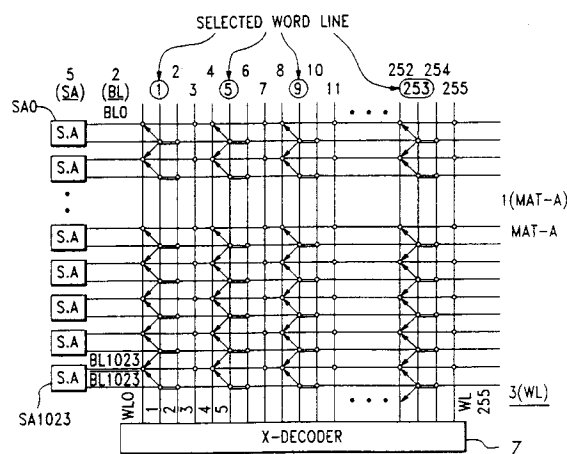 SELECTED WORD LINE
5 2 1 2 3 4 5 6 7 8 9 10 11 252 253 254 255
(SA) (BL)
SA0 BL0
S.A
S.A
1(MAT-A)
S.A MAT-A
S.A
S.A
S.A
BL1023
S.A BL1023
3(WL)
SA1023 WL0 1 2 3 4 5 WL 255
X-DECODER
7